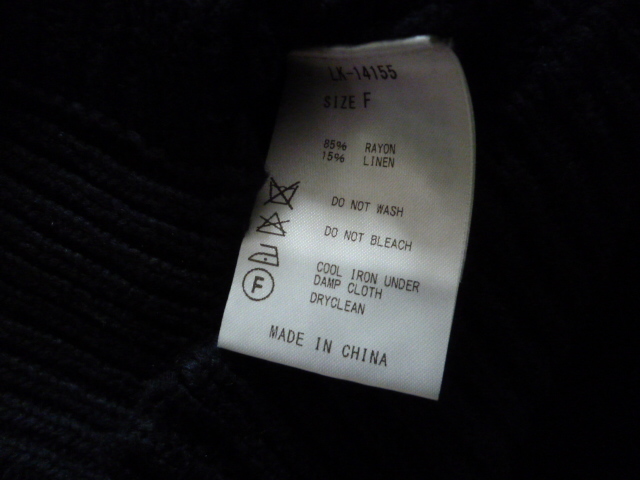 LK-14155
SIZE F
85% RAYON
15% LINEN
DO NOT WASH
DO NOT BLEACH
COOL IRON UNDER
DAMP CLOTH
F
DRYCLEAN
MADE IN CHINA